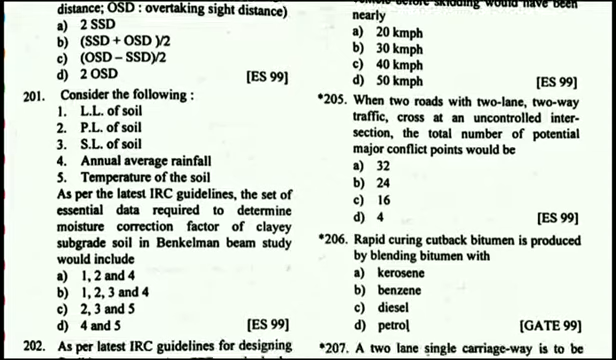 distance; OSD : overtaking sight distance)
a) 2 SSD
b) (SSD + OSD )/2
c) (OSD – SSD)/2
d) 2 OSD [ES 99]
201. Consider the following :
1. L.L. of soil
2. P.L. of soil
3. S.L. of soil
4. Annual average rainfall
5. Temperature of the soil
As per the latest IRC guidelines, the set of
essential data required to determine
moisture correction factor of clayey
subgrade soil in Benkelman beam study
would include
a) 1, 2 and 4
b) 1, 2, 3 and 4
c) 2, 3 and 5
d) 4 and 5 [ES 99]
202. As per latest IRC guidelines for designing
vehicle before skidding would have been
nearly
a) 20 kmph
b) 30 kmph
c) 40 kmph
d) 50 kmph [ES 99]
*205. When two roads with two-lane, two-way
traffic, cross at an uncontrolled inter-
section, the total number of potential
major conflict points would be
a) 32
b) 24
c) 16
d) 4 [ES 99]
*206. Rapid curing cutback bitumen is produced
by blending bitumen with
a) kerosene
b) benzene
c) diesel
d) petrol [GATE 99]
*207. A two lane single carriage-way is to be